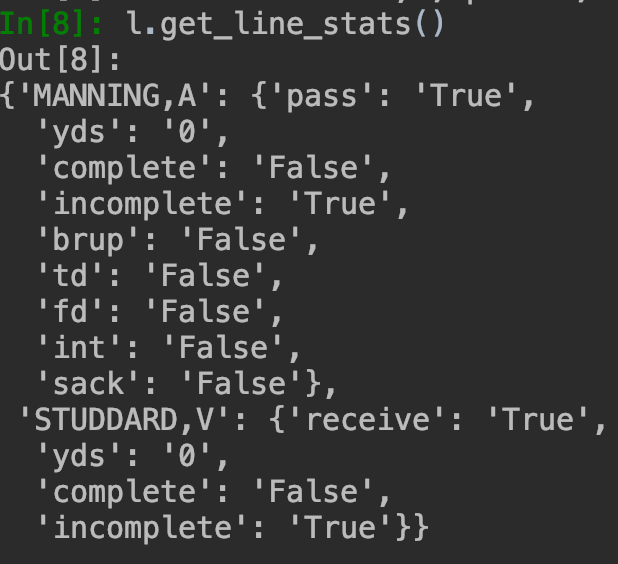 In[8]: l.get_line_stats()
Out[8]:
{'MANNING,A': {'pass': 'True',
  'yds': '0',
  'complete': 'False',
  'incomplete': 'True',
  'brup': 'False',
  'td': 'False',
  'fd': 'False',
  'int': 'False',
  'sack': 'False'},
 'STUDDARD,V': {'receive': 'True',
  'yds': '0',
  'complete': 'False',
  'incomplete': 'True'}}